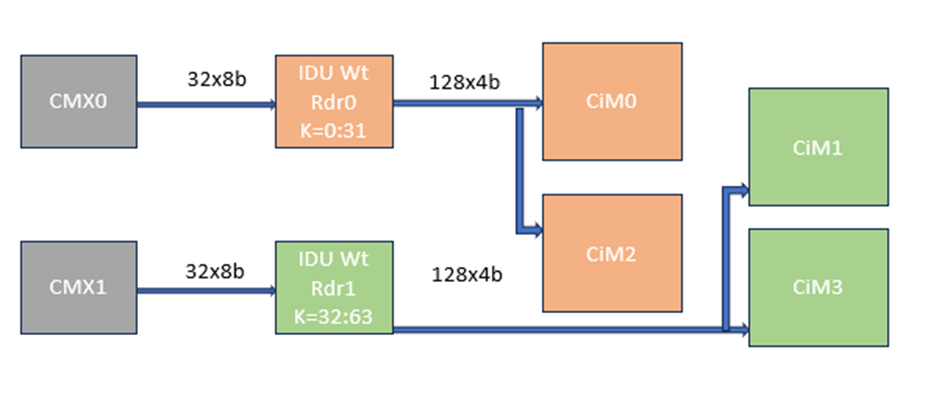 CMX0
32x8b
IDU Wt
Rdr0
K=0:31
128x4b
CiM0
CiM1
CiM2
CMX1
32x8b
IDU Wt
Rdr1
K=32:63
128x4b
CiM3